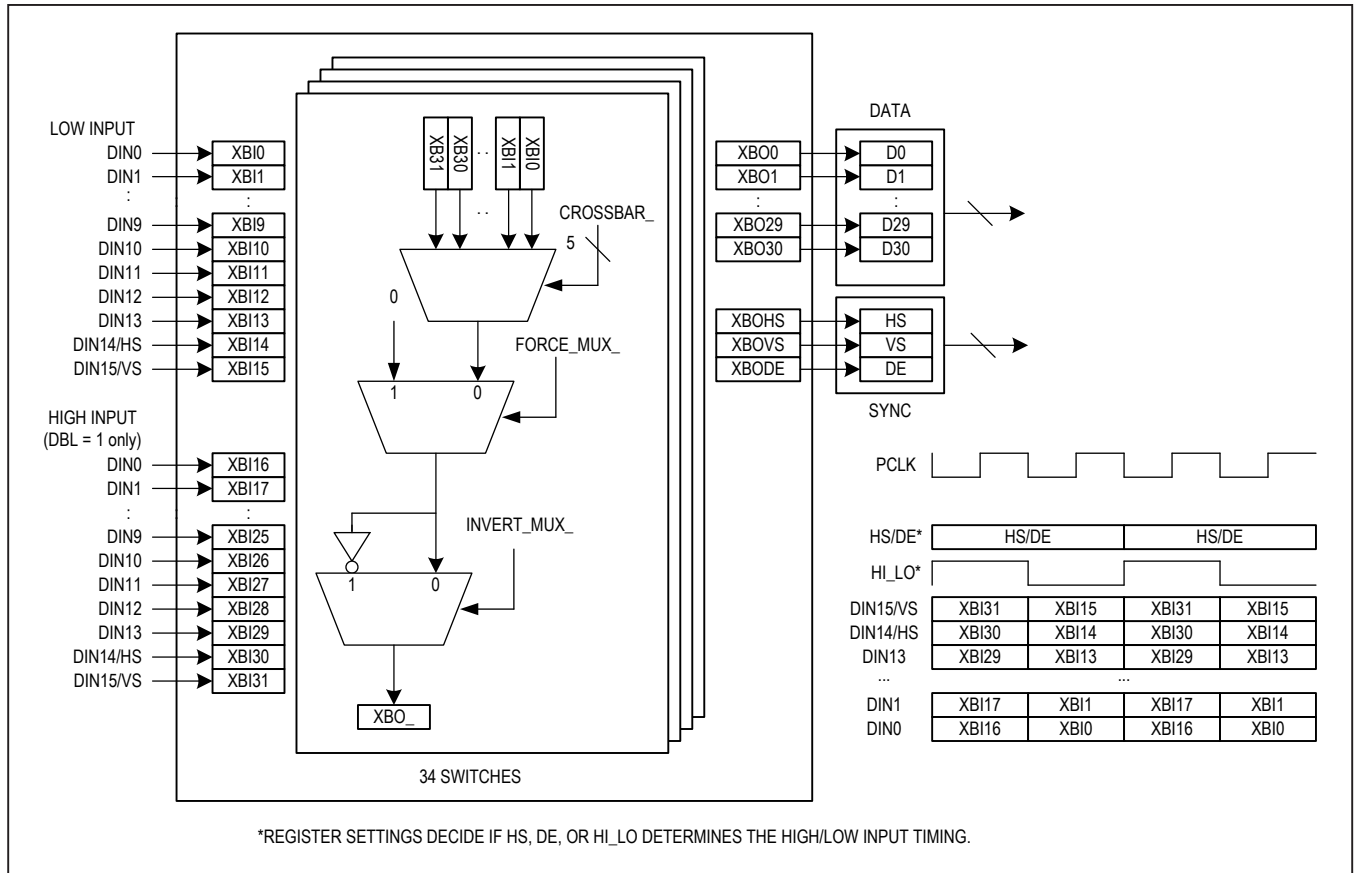 LOW INPUT
DIN0 XBI0
DIN1 XBI1
: :
DIN9 XBI9
DIN10 XBI10
DIN11 XBI11
DIN12 XBI12
DIN13 XBI13
DIN14/HS XBI14
DIN15/VS XBI15
HIGH INPUT
(DBL = 1 only)
DIN0 XBI16
DIN1 XBI17
: :
DIN9 XBI25
DIN10 XBI26
DIN11 XBI27
DIN12 XBI28
DIN13 XBI29
DIN14/HS XBI30
DIN15/VS XBI31
XB31 XB30 .. XBI1 XBI0
..
CROSSBAR_
5
0
FORCE_MUX_
1 0
INVERT_MUX_
1 0
XBO_
34 SWITCHES
DATA
XBO0 D0
XBO1 D1
: :
XBO29 D29
XBO30 D30
XBOHS HS
XBOVS VS
XBODE DE
SYNC
PCLK
HS/DE* HS/DE HS/DE
HI_LO*
DIN15/VS XBI31 XBI15 XBI31 XBI15
DIN14/HS XBI30 XBI14 XBI30 XBI14
DIN13 XBI29 XBI13 XBI29 XBI13
... ...
DIN1 XBI17 XBI1 XBI17 XBI1
DIN0 XBI16 XBI0 XBI16 XBI0
*REGISTER SETTINGS DECIDE IF HS, DE, OR HI_LO DETERMINES THE HIGH/LOW INPUT TIMING.